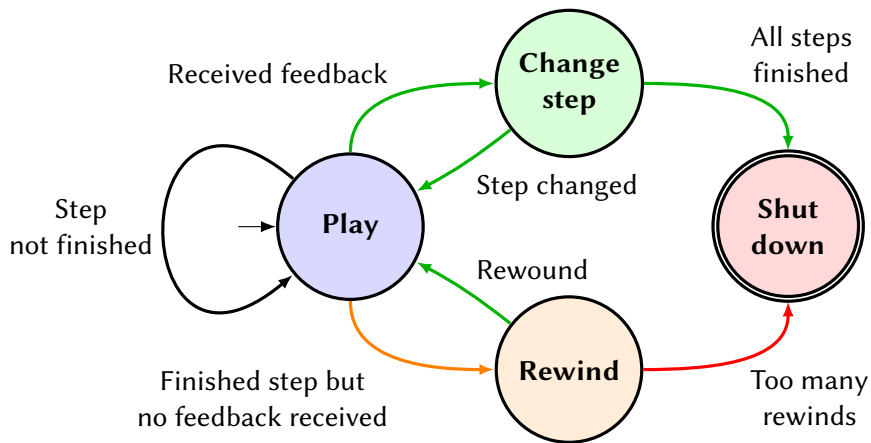 Received feedback
Change
step
All steps
finished
Step changed
Step
not finished
Play
Shut
down
Rewound
Finished step but
no feedback received
Rewind
Too many
rewinds